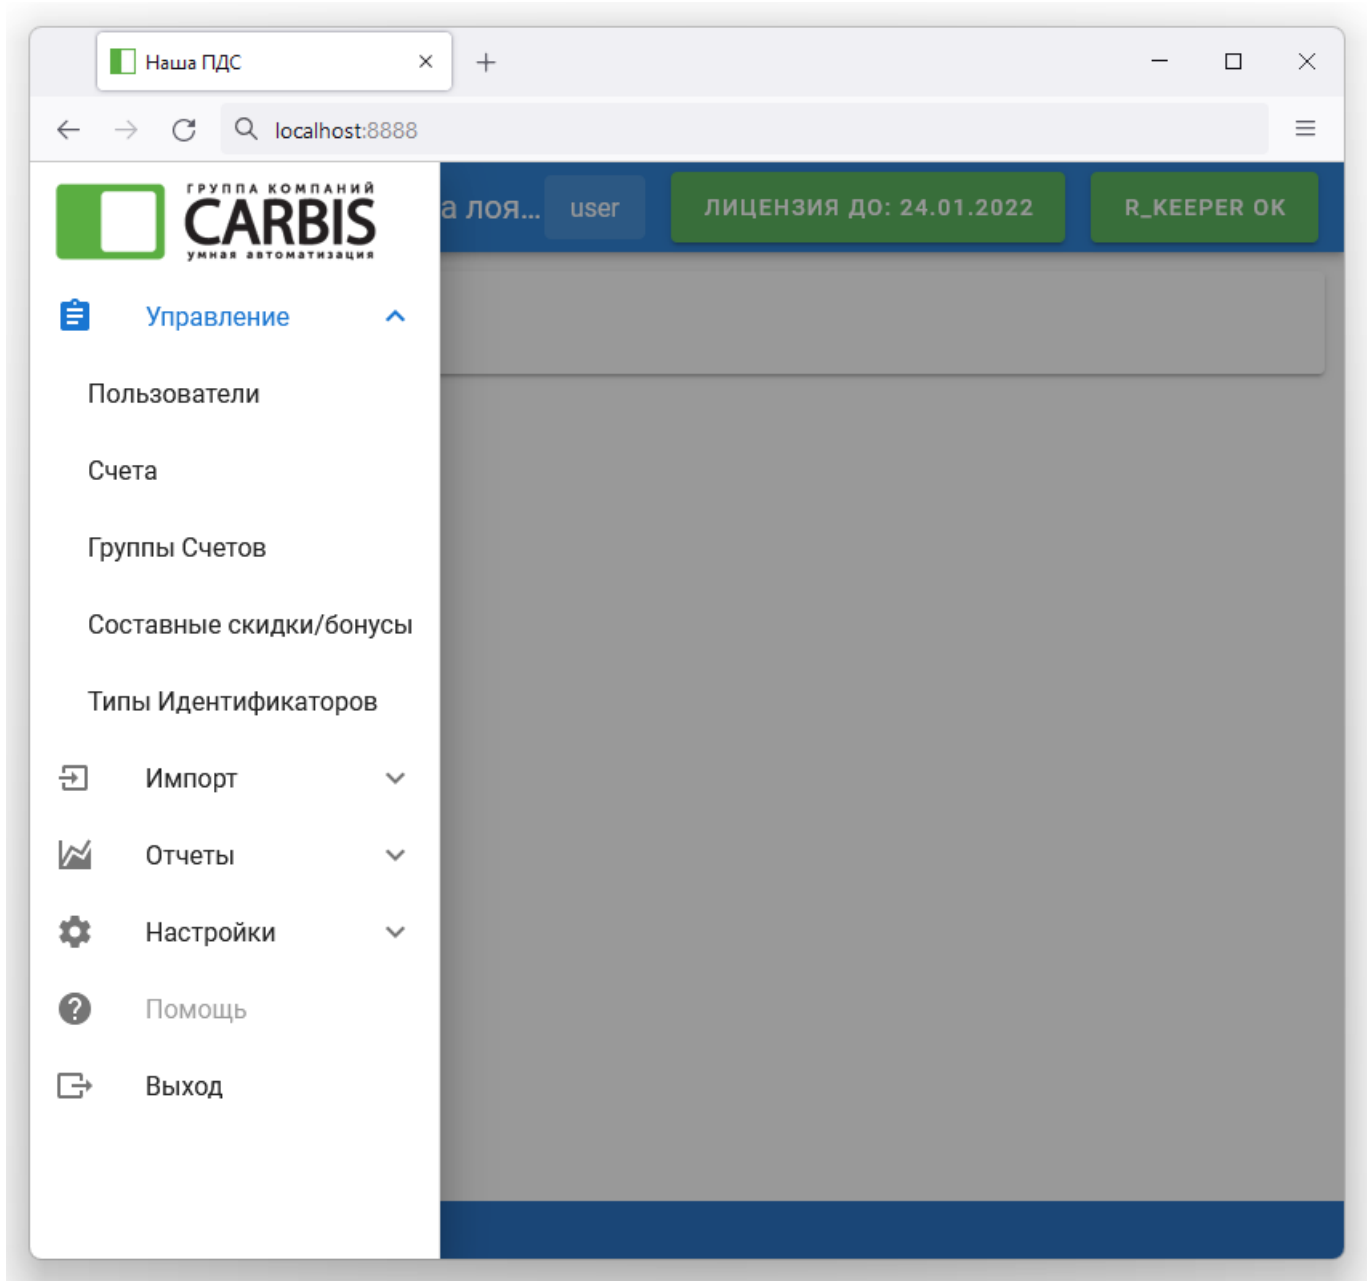 Наша ПДС
localhost:8888
ГРУППА КОМПАНИЙ
CARBIS
умная автоматизация
а лоя...
user
ЛИЦЕНЗИЯ ДО: 24.01.2022
R_KEEPER OK
Управление
Пользователи
Счета
Группы Счетов
Составные скидки/бонусы
Типы Идентификаторов
Импорт
Отчеты
Настройки
Помощь
Выход